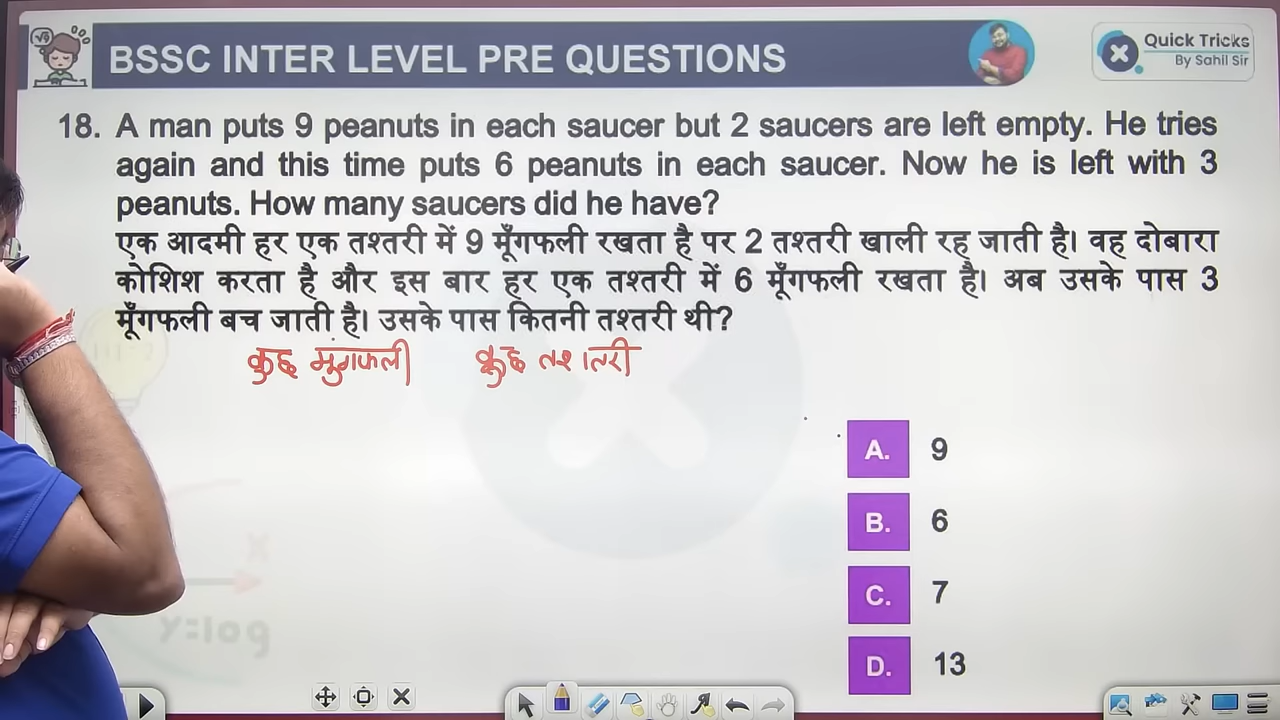 BSSC INTER LEVEL PRE QUESTIONS
Quick Tricks
By Sahil Sir
18. A man puts 9 peanuts in each saucer but 2 saucers are left empty. He tries
again and this time puts 6 peanuts in each saucer. Now he is left with 3
peanuts. How many saucers did he have?
एक आदमी हर एक तश्तरी में 9 मूँगफली रखता है पर 2 तश्तरी खाली रह जाती है। वह दोबारा
कोशिश करता है और इस बार हर एक तश्तरी में 6 मूँगफली रखता है। अब उसके पास 3
मूँगफली बच जाती है। उसके पास कितनी तश्तरी थी?
कुछ मुगफली कुछ तश्तरी
A. 9
B. 6
C. 7
D. 13
y=log